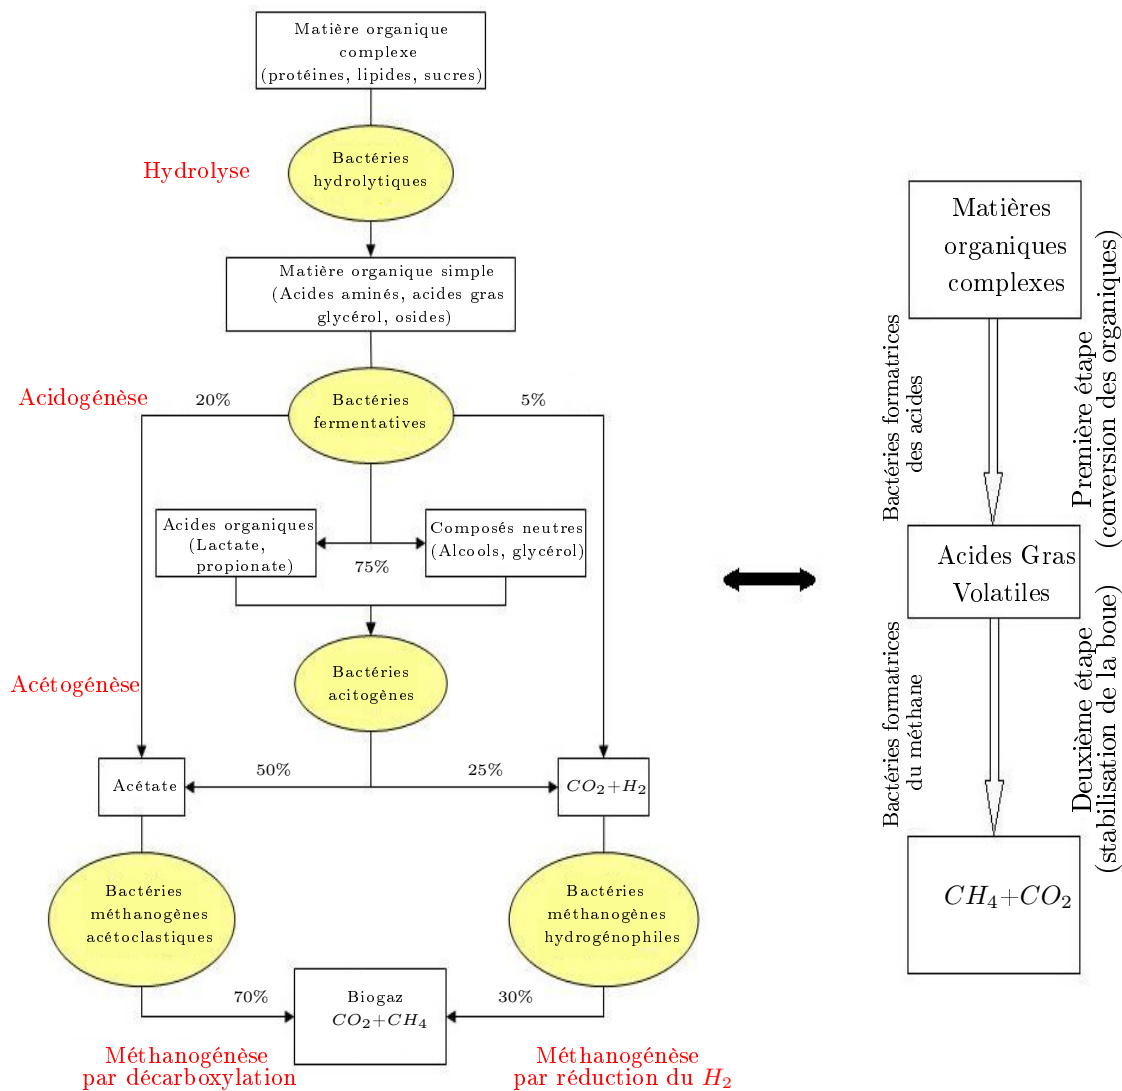 Matière organique
complexe
(protéines, lipides, sucres)
Hydrolyse
Bactéries
hydrolytiques
Matière organique simple
(Acides aminés, acides gras
glycérol, osides)
Acidogénèse
20%
Bactéries
fermentatives
5%
Acides organiques
(Lactate,
propionate)
75%
Composés neutres
(Alcools, glycérol)
Acétogénèse
Bactéries
acitogènes
Acétate
50%
25%
CO₂+H₂
Bactéries
méthanogènes
acétoclastiques
Bactéries
méthanogènes
hydrogénophiles
70%
Biogaz
CO₂+CH₄
30%
Méthanogénèse
par décarboxylation
Méthanogénèse
par réduction du H₂
Matières
organiques
complexes
Bactéries formatrices
des acides
Première étape
(conversion des organiques)
Acides Gras
Volatiles
Bactéries formatrices
du méthane
Deuxième étape
(stabilisation de la boue)
CH₄+CO₂